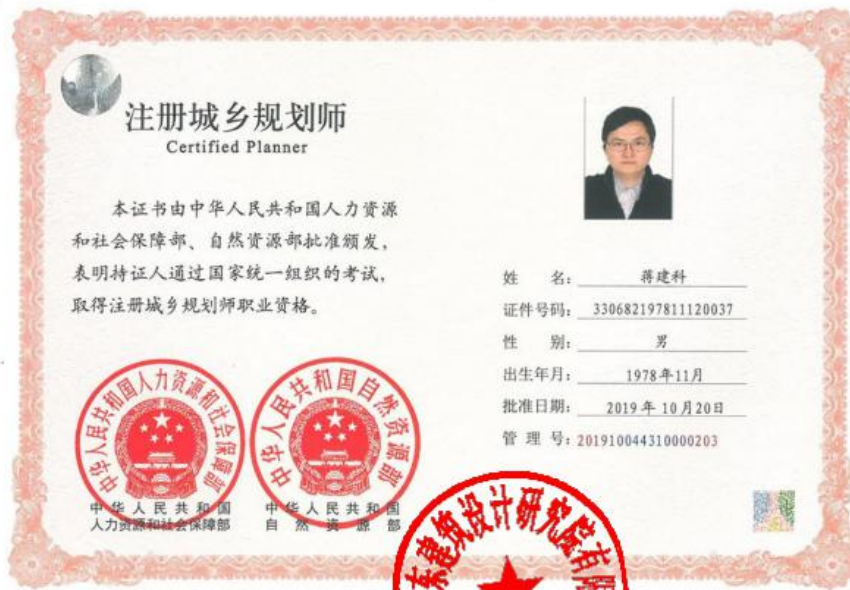 注册城乡规划师
Certified Planner
本证书由中华人民共和国人力资源
和社会保障部、自然资源部批准颁发，
表明持证人通过国家统一组织的考试，
取得注册城乡规划师职业资格。
姓 名： 蒋建科
证件号码： 330682197811120037
性 别： 男
出生年月： 1978年11月
批准日期： 2019年10月20日
管 理 号： 201910044310000203
中华人民共和国人力资源和社会保障部
中华人民共和国自然资源部
中华人民共和国
人力资源和社会保障部
中华人民共和国
自然资源部
建筑设计研究院有限